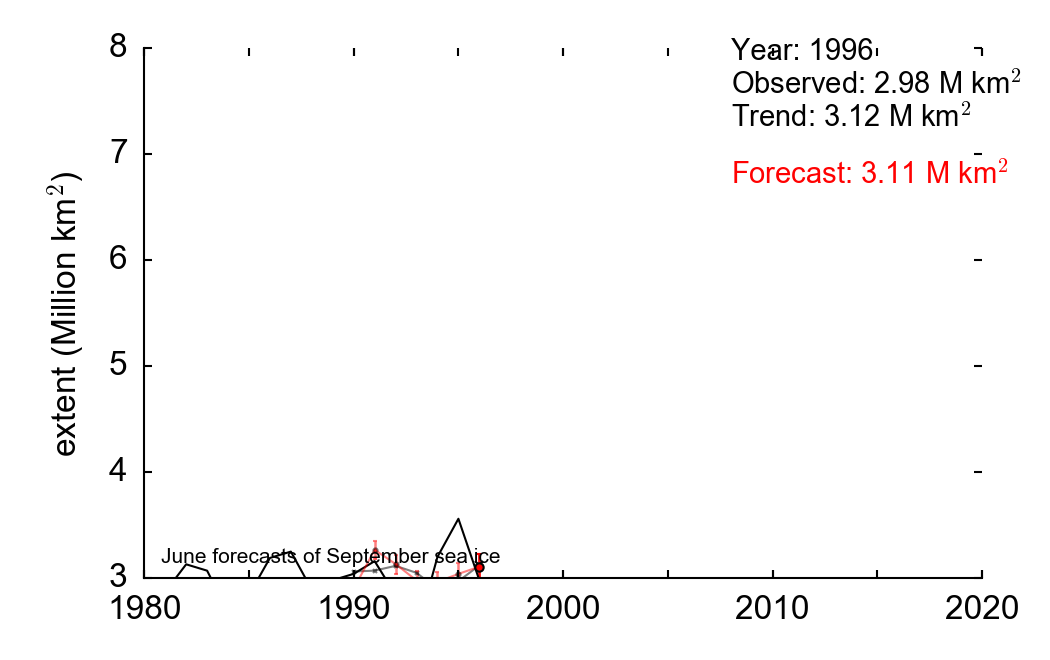 8
7
6
5
4
3
extent (Million km²)
1980
1990
2000
2010
2020
Year: 1996
Observed: 2.98 M km²
Trend: 3.12 M km²
Forecast: 3.11 M km²
June forecasts of September sea ice